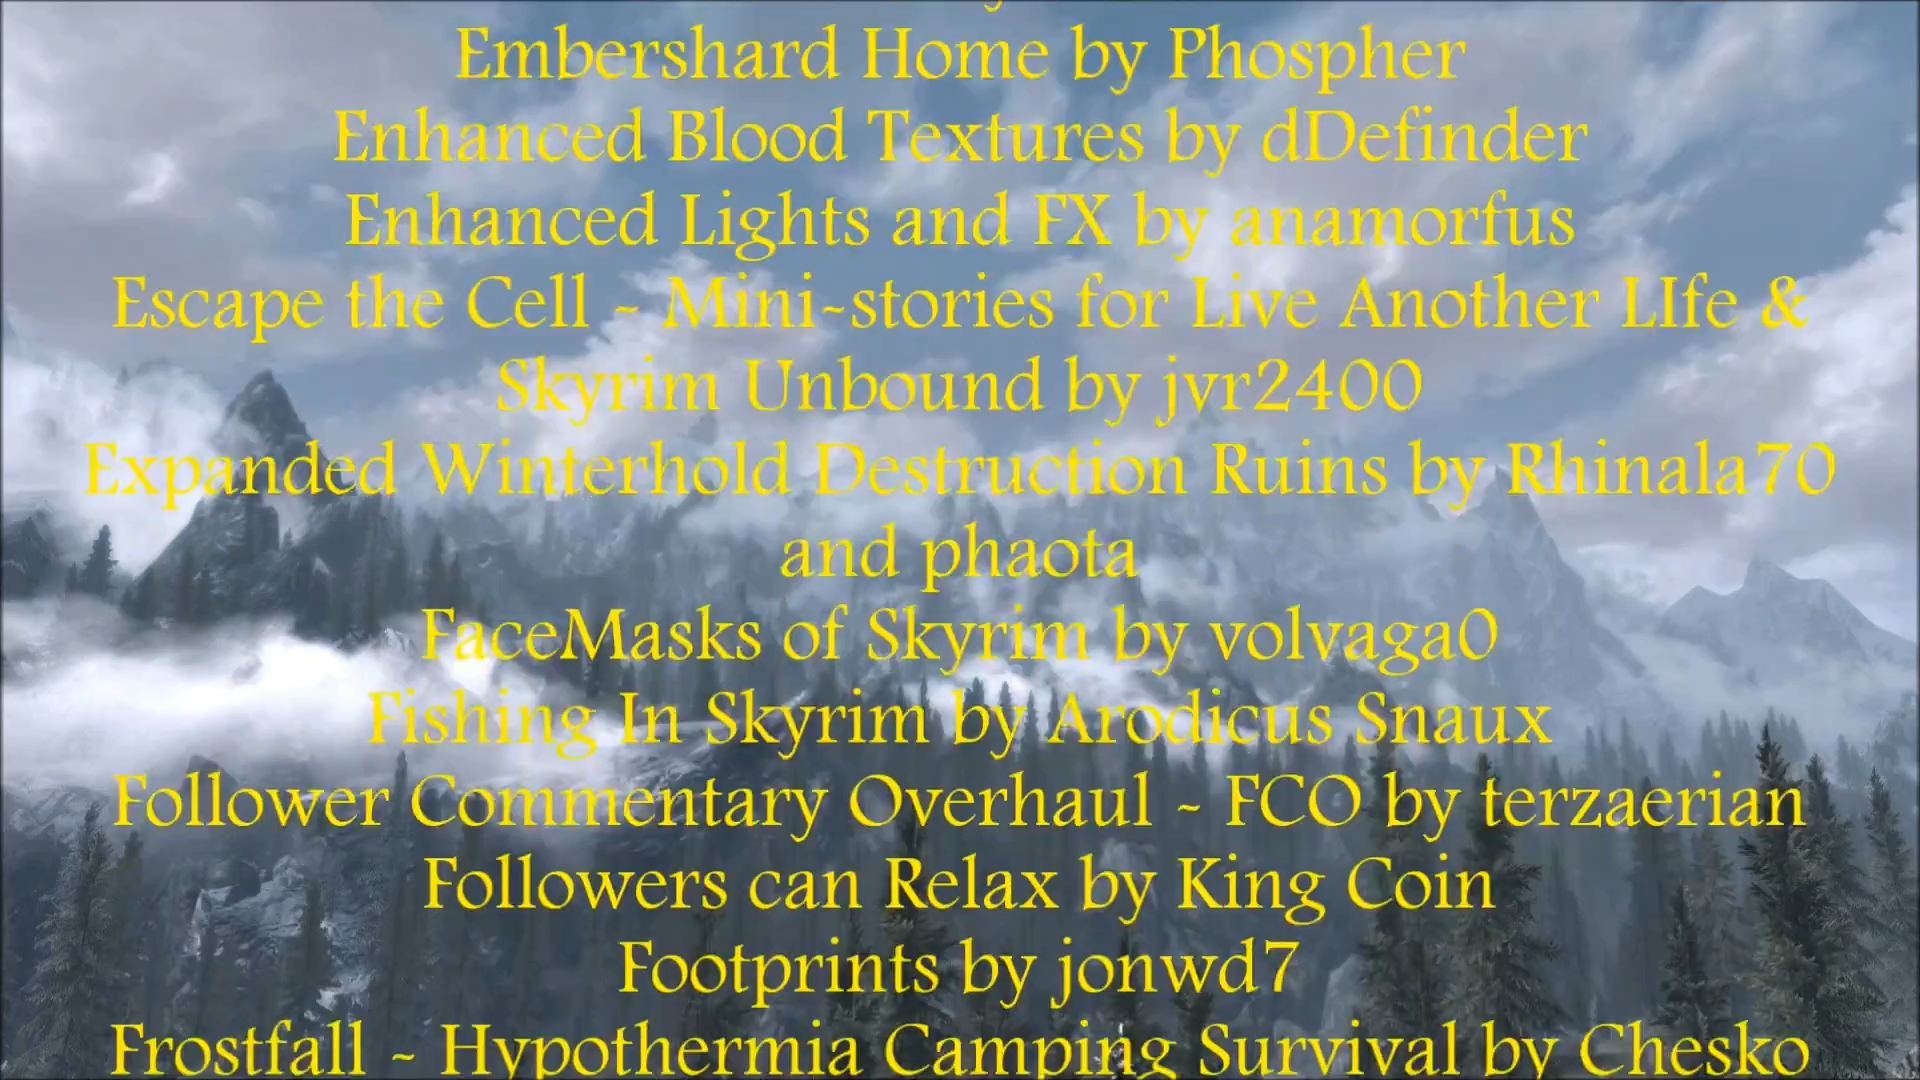 Embershard Home by Phospher
Enhanced Blood Textures by dDefinder
Enhanced Lights and FX by anamorfus
Escape the Cell - Mini-stories for Live Another LIfe &
Skyrim Unbound by jvr2400
Expanded Winterhold Destruction Ruins by Rhinala70
and phaota
FaceMasks of Skyrim by volvaga0
Fishing In Skyrim by Arodicus Snaux
Follower Commentary Overhaul - FCO by terzaerian
Followers can Relax by King Coin
Footprints by jonwd7
Frostfall - Hypothermia Camping Survival by Chesko